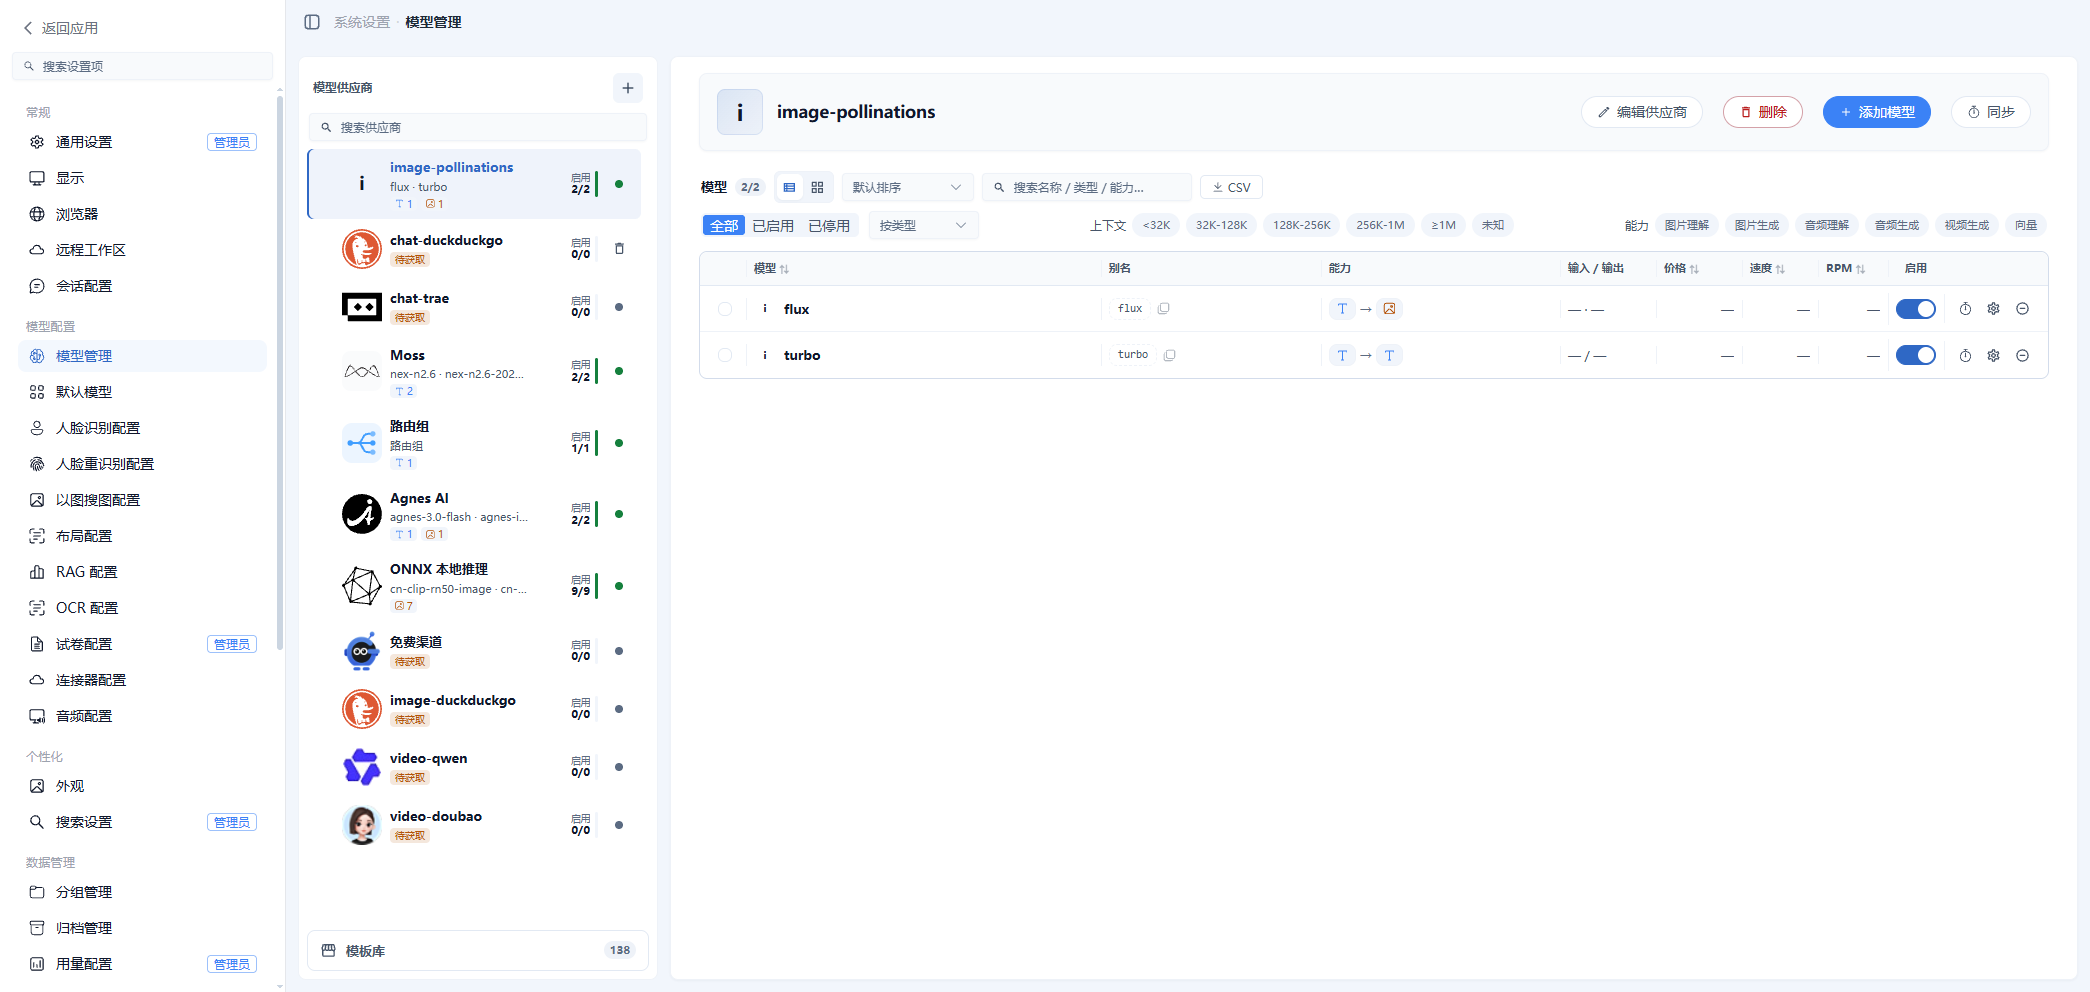 返回应用
搜索设置项
常规
通用设置 管理员
显示
浏览器
远程工作区
会话配置
模型配置
模型管理
默认模型
人脸识别配置
人脸重识别配置
以图搜图配置
布局配置
RAG 配置
OCR 配置
试卷配置 管理员
连接器配置
音频配置
个性化
外观
搜索设置 管理员
数据管理
分组管理
归档管理
用量配置 管理员
系统设置 · 模型管理
模型供应商
搜索供应商
i image-pollinations
flux · turbo
T 1 1
启用
2/2
chat-duckduckgo
待获取
启用
0/0
chat-trae
待获取
启用
0/0
Moss
nex-n2.6 · nex-n2.6-202...
T 2
启用
2/2
路由组
路由组
T 1
启用
1/1
Agnes AI
agnes-3.0-flash · agnes-i...
T 1 1
启用
2/2
ONNX 本地推理
cn-clip-rn50-image · cn-...
7
启用
9/9
免费渠道
待获取
启用
0/0
image-duckduckgo
待获取
启用
0/0
video-qwen
待获取
启用
0/0
video-doubao
待获取
启用
0/0
模板库 138
i image-pollinations
编辑供应商 删除 + 添加模型 同步
模型 2/2 默认排序 搜索名称 / 类型 / 能力... CSV
全部 已启用 已停用 按类型 上下文 <32K 32K-128K 128K-256K 256K-1M ≥1M 未知 能力 图片理解 图片生成 音频理解 音频生成 视频生成 向量
模型 别名 能力 输入 / 输出 价格 速度 RPM 启用
i flux flux T → — · — — — —
i turbo turbo T → T — / — — — —